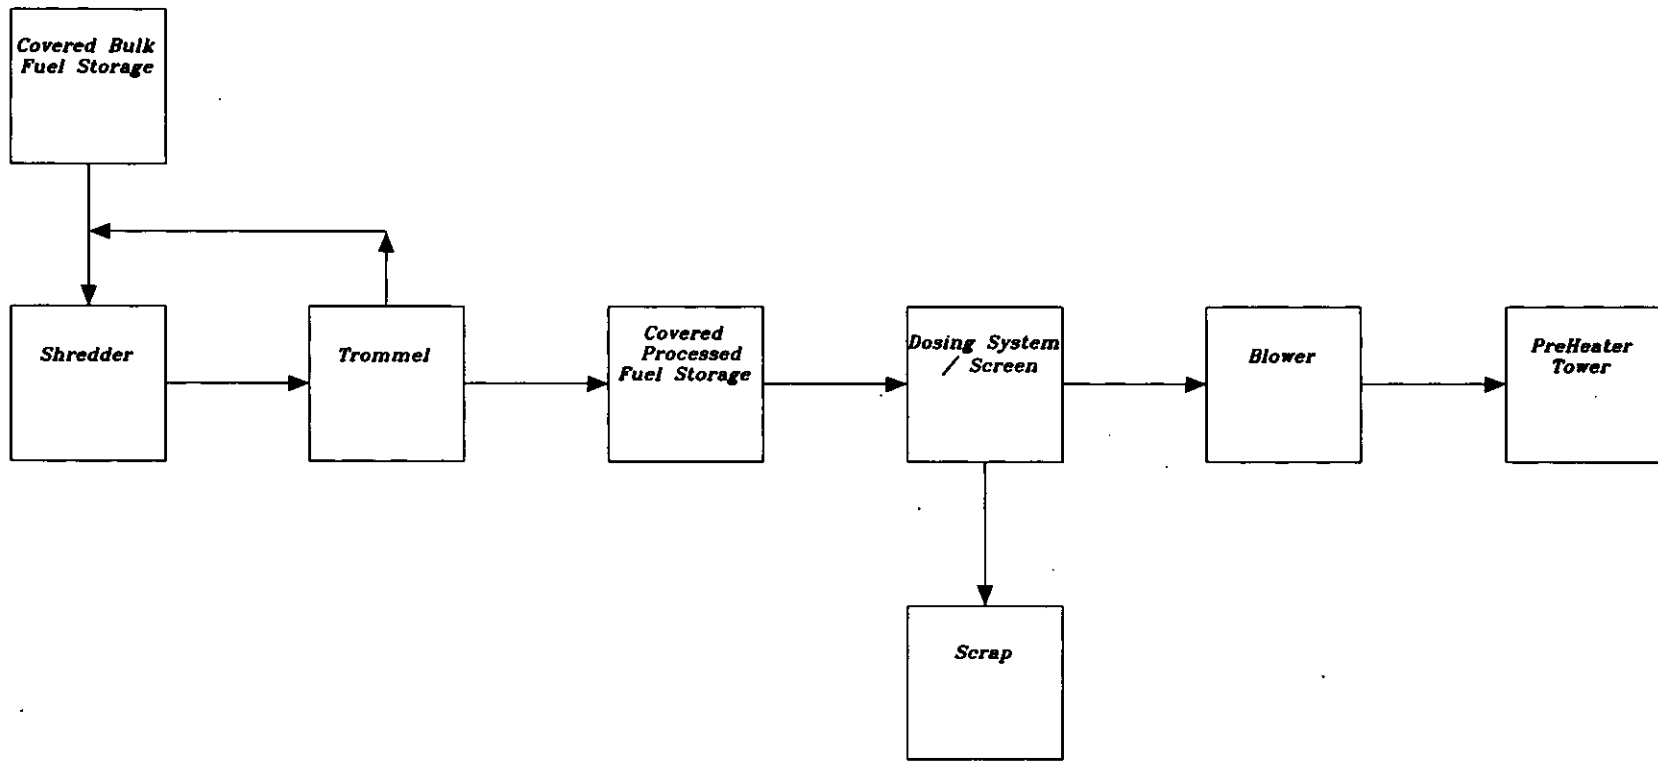 Covered Bulk
Fuel Storage
Shredder
Trommel
Covered
Processed
Fuel Storage
Dosing System
/ Screen
Blower
PreHeater
Tower
Scrap